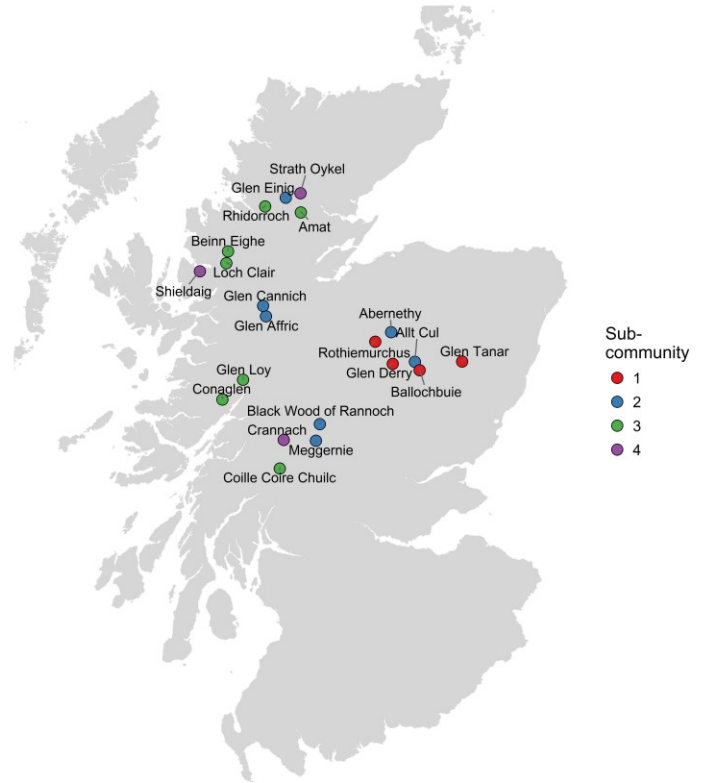 Strath Oykel
Glen Einig
Rhidorroch
Amat
Beinn Eighe
Loch Clair
Shieldaig
Glen Cannich
Glen Affric
Abernethy
Allt Cul
Rothiemurchus
Glen Tanar
Glen Derry
Ballochbuie
Glen Loy
Conaglen
Black Wood of Rannoch
Crannach
Meggernie
Coille Coire Chuilc
Sub-
community
1
2
3
4